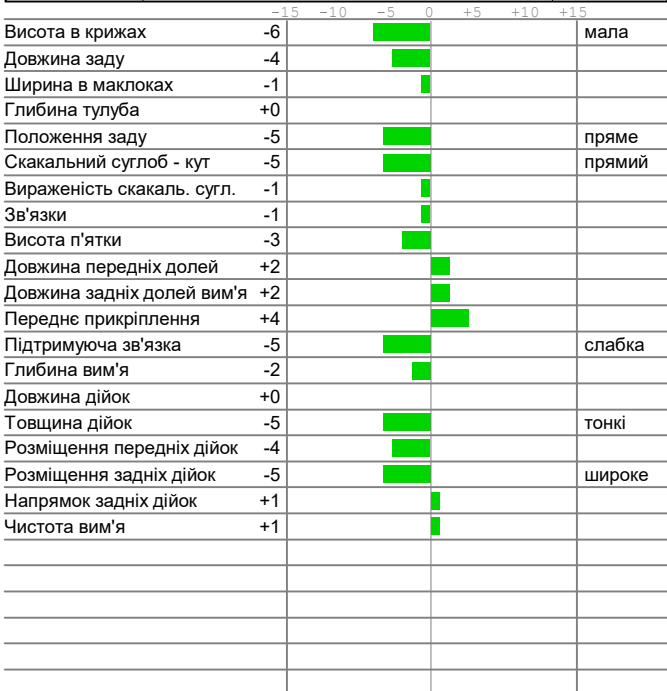 -15 -10 -5 0 +5 +10 +15
Висота в крижах -6 мала
Довжина заду -4
Ширина в маклоках -1
Глибина тулуба +0
Положення заду -5 пряме
Скакальний суглоб - кут -5 прямий
Вираженість скакаль. сугл. -1
Зв'язки -1
Висота п'ятки -3
Довжина передніх долей +2
Довжина задніх долей вим'я +2
Переднє прикріплення +4
Підтримуюча зв'язка -5 слабка
Глибина вим'я -2
Довжина дійок +0
Товщина дійок -5 тонкі
Розміщення передніх дійок -4
Розміщення задніх дійок -5 широке
Напрямок задніх дійок +1
Чистота вим'я +1